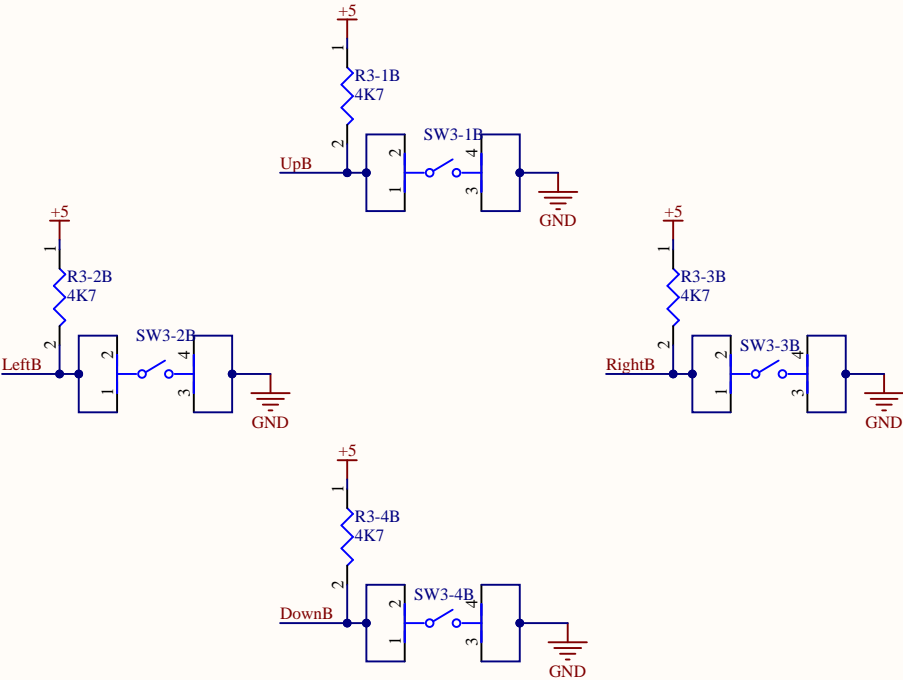 +5
1
R3-1B
4K7
2
SW3-1B
UpB
2
1
4
3
GND
+5
1
R3-2B
4K7
2
SW3-2B
LeftB
2
1
4
3
GND
+5
1
R3-3B
4K7
2
SW3-3B
RightB
2
1
4
3
GND
+5
1
R3-4B
4K7
2
SW3-4B
DownB
2
1
4
3
GND